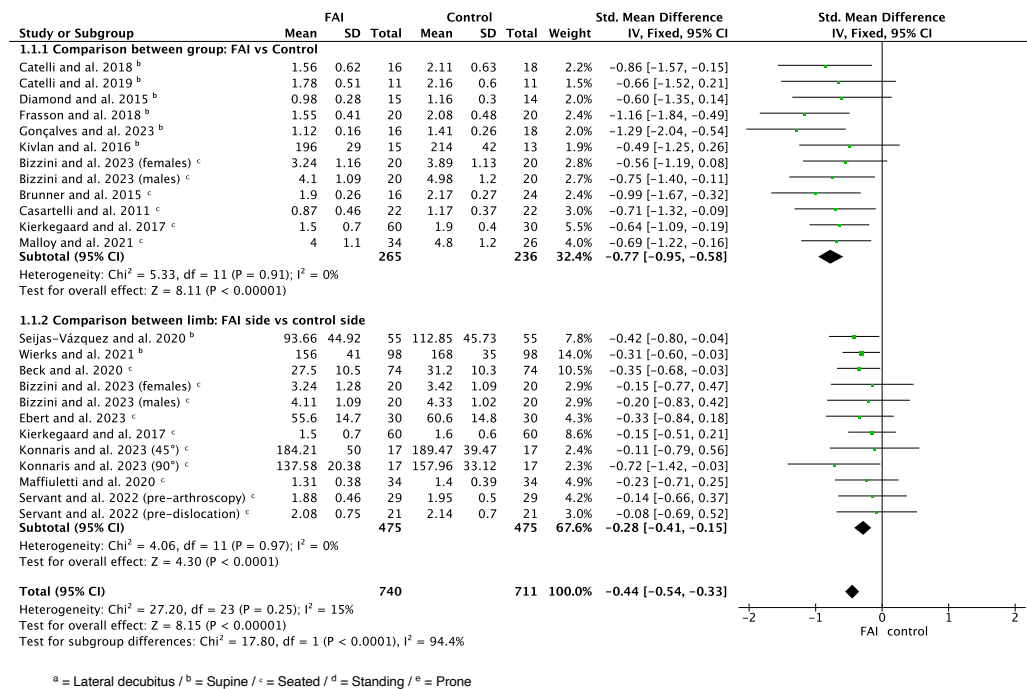 FAI Control Std. Mean Difference Std. Mean Difference
Study or Subgroup Mean SD Total Mean SD Total Weight IV, Fixed, 95% CI IV, Fixed, 95% CI
1.1.1 Comparison between group: FAI vs Control
Catelli and al. 2018 ᵇ 1.56 0.62 16 2.11 0.63 18 2.2% −0.86 [−1.57, −0.15]
Catelli and al. 2019 ᵇ 1.78 0.51 11 2.16 0.6 11 1.5% −0.66 [−1.52, 0.21]
Diamond and al. 2015 ᵇ 0.98 0.28 15 1.16 0.3 14 2.0% −0.60 [−1.35, 0.14]
Frasson and al. 2018 ᵇ 1.55 0.41 20 2.08 0.48 20 2.4% −1.16 [−1.84, −0.49]
Gonçalves and al. 2023 ᵇ 1.12 0.16 16 1.41 0.26 18 2.0% −1.29 [−2.04, −0.54]
Kivlan and al. 2016 ᵇ 196 29 15 214 42 13 1.9% −0.49 [−1.25, 0.26]
Bizzini and al. 2023 (females) ᶜ 3.24 1.16 20 3.89 1.13 20 2.8% −0.56 [−1.19, 0.08]
Bizzini and al. 2023 (males) ᶜ 4.1 1.09 20 4.98 1.2 20 2.7% −0.75 [−1.40, −0.11]
Brunner and al. 2015 ᶜ 1.9 0.26 16 2.17 0.27 24 2.4% −0.99 [−1.67, −0.32]
Casartelli and al. 2011 ᶜ 0.87 0.46 22 1.17 0.37 22 3.0% −0.71 [−1.32, −0.09]
Kierkegaard and al. 2017 ᶜ 1.5 0.7 60 1.9 0.4 30 5.5% −0.64 [−1.09, −0.19]
Malloy and al. 2021 ᶜ 4 1.1 34 4.8 1.2 26 4.0% −0.69 [−1.22, −0.16]
Subtotal (95% CI) 265 236 32.4% −0.77 [−0.95, −0.58]
Heterogeneity: Chi² = 5.33, df = 11 (P = 0.91); I² = 0%
Test for overall effect: Z = 8.11 (P < 0.00001)
1.1.2 Comparison between limb: FAI side vs control side
Seijas-Vázquez and al. 2020 ᵇ 93.66 44.92 55 112.85 45.73 55 7.8% −0.42 [−0.80, −0.04]
Wierks and al. 2021 ᵇ 156 41 98 168 35 98 14.0% −0.31 [−0.60, −0.03]
Beck and al. 2020 ᶜ 27.5 10.5 74 31.2 10.3 74 10.5% −0.35 [−0.68, −0.03]
Bizzini and al. 2023 (females) ᶜ 3.24 1.28 20 3.42 1.09 20 2.9% −0.15 [−0.77, 0.47]
Bizzini and al. 2023 (males) ᶜ 4.11 1.09 20 4.33 1.02 20 2.9% −0.20 [−0.83, 0.42]
Ebert and al. 2023 ᶜ 55.6 14.7 30 60.6 14.8 30 4.3% −0.33 [−0.84, 0.18]
Kierkegaard and al. 2017 ᶜ 1.5 0.7 60 1.6 0.6 60 8.6% −0.15 [−0.51, 0.21]
Konnaris and al. 2023 (45°) ᶜ 184.21 50 17 189.47 39.47 17 2.4% −0.11 [−0.79, 0.56]
Konnaris and al. 2023 (90°) ᶜ 137.58 20.38 17 157.96 33.12 17 2.3% −0.72 [−1.42, −0.03]
Maffiuletti and al. 2020 ᶜ 1.31 0.38 34 1.4 0.39 34 4.9% −0.23 [−0.71, 0.25]
Servant and al. 2022 (pre-arthroscopy) ᶜ 1.88 0.46 29 1.95 0.5 29 4.2% −0.14 [−0.66, 0.37]
Servant and al. 2022 (pre-dislocation) ᶜ 2.08 0.75 21 2.14 0.7 21 3.0% −0.08 [−0.69, 0.52]
Subtotal (95% CI) 475 475 67.6% −0.28 [−0.41, −0.15]
Heterogeneity: Chi² = 4.06, df = 11 (P = 0.97); I² = 0%
Test for overall effect: Z = 4.30 (P < 0.0001)
Total (95% CI) 740 711 100.0% −0.44 [−0.54, −0.33]
Heterogeneity: Chi² = 27.20, df = 23 (P = 0.25); I² = 15%
Test for overall effect: Z = 8.15 (P < 0.00001)
Test for subgroup differences: Chi² = 17.80, df = 1 (P < 0.0001), I² = 94.4%
−2 −1 0 1 2
FAI control
ᵃ = Lateral decubitus / ᵇ = Supine / ᶜ = Seated / ᵈ = Standing / ᵉ = Prone